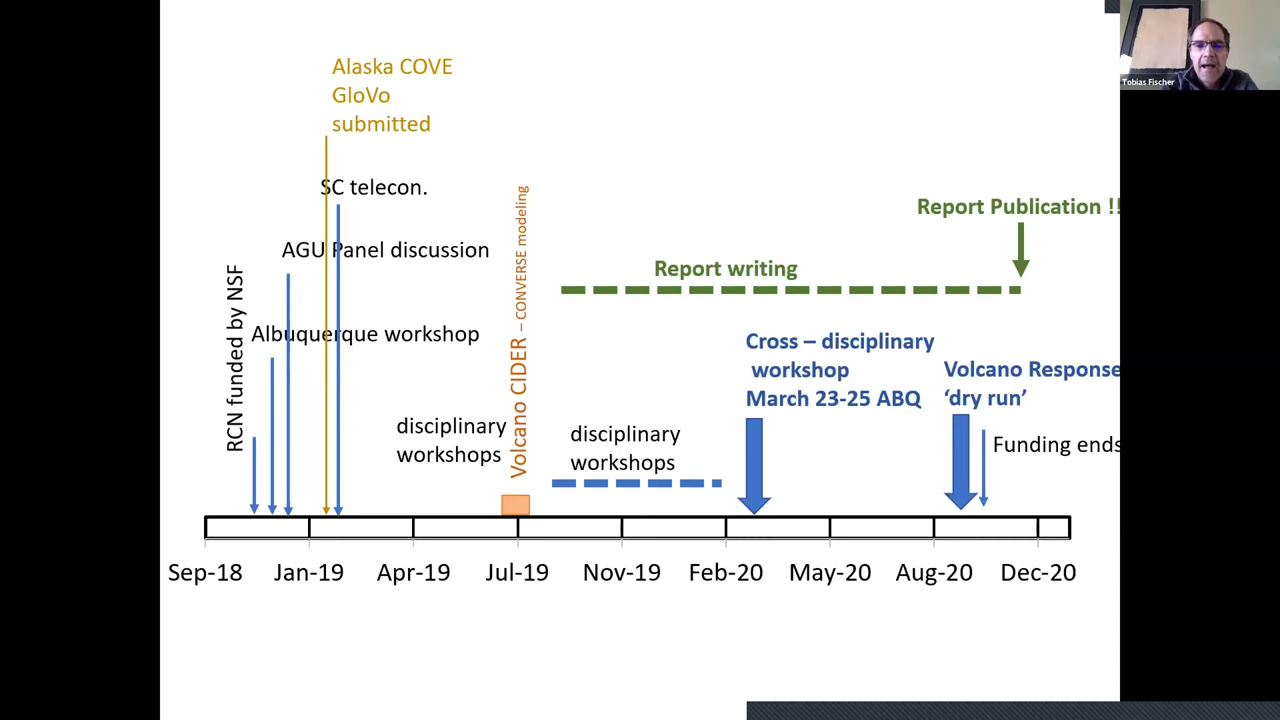 Alaska COVE
GloVo
submitted
Tobias Fischer
SC telecon.
AGU Panel discussion
RCN funded by NSF
Albuquerque workshop
disciplinary
workshops
Volcano CIDER – CONVERSE modeling
disciplinary
workshops
Report writing
Report Publication !!
Cross – disciplinary
workshop
March 23-25 ABQ
Volcano Response
‘dry run’
Funding ends
Sep-18 Jan-19 Apr-19 Jul-19 Nov-19 Feb-20 May-20 Aug-20 Dec-20